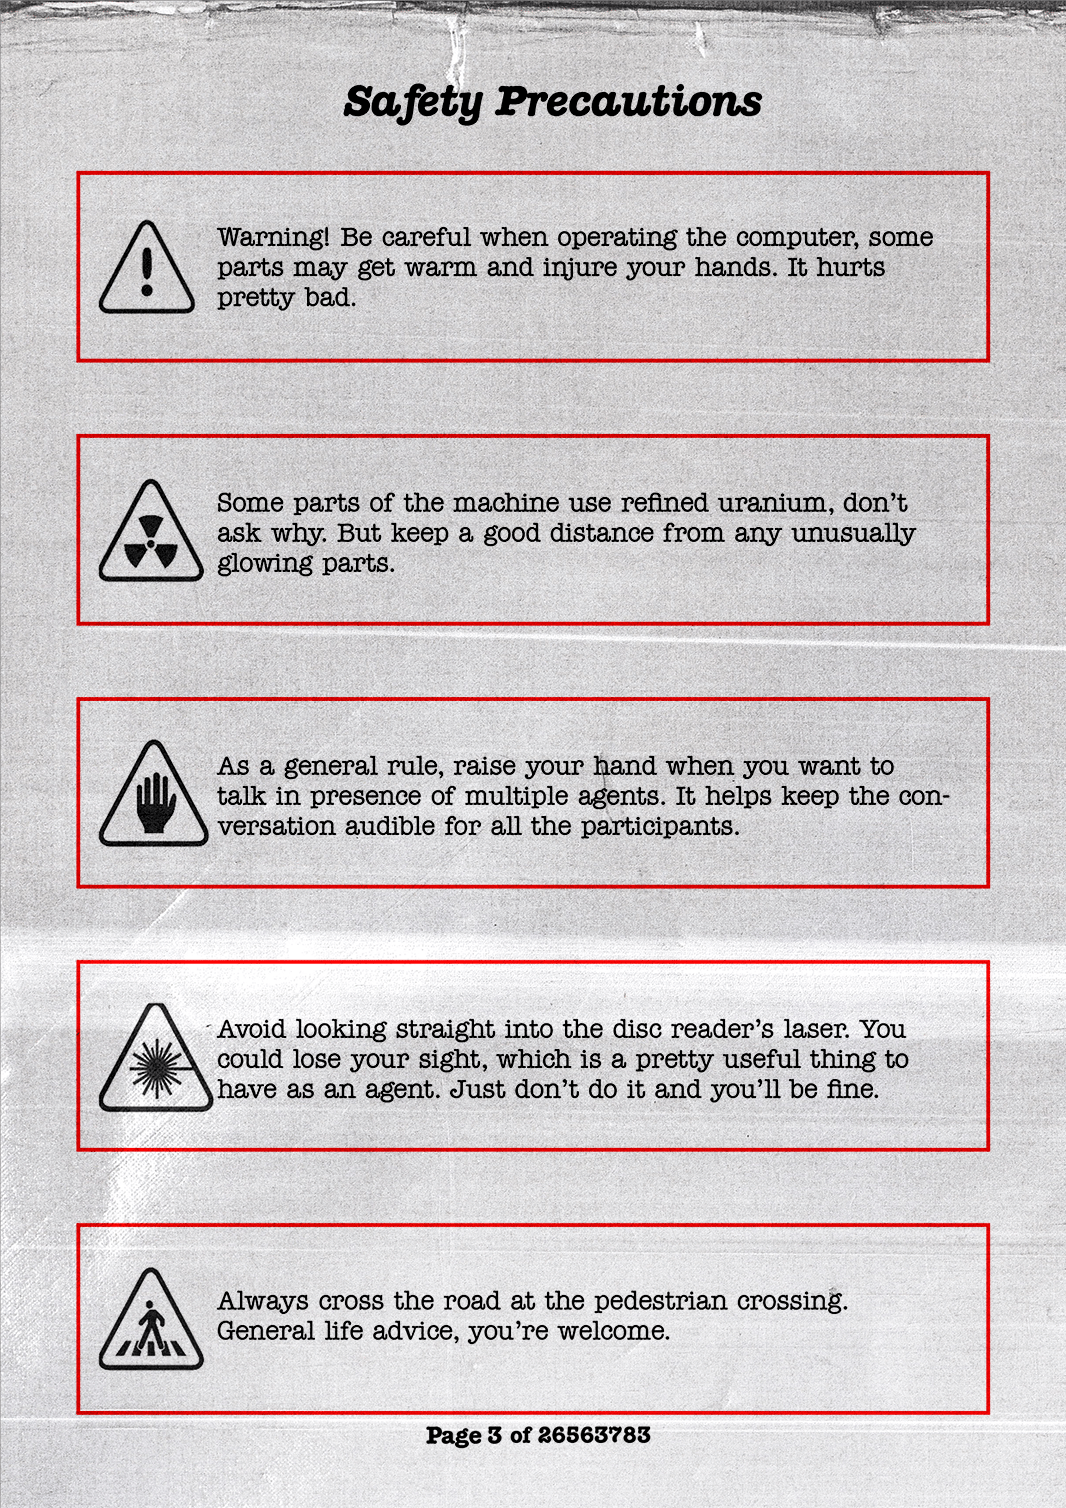 Safety Precautions
Warning! Be careful when operating the computer, some
parts may get warm and injure your hands. It hurts
pretty bad.
Some parts of the machine use refined uranium, don't
ask why. But keep a good distance from any unusually
glowing parts.
As a general rule, raise your hand when you want to
talk in presence of multiple agents. It helps keep the con-
versation audible for all the participants.
Avoid looking straight into the disc reader's laser. You
could lose your sight, which is a pretty useful thing to
have as an agent. Just don't do it and you'll be fine.
Always cross the road at the pedestrian crossing.
General life advice, you're welcome.
Page 3 of 26563783